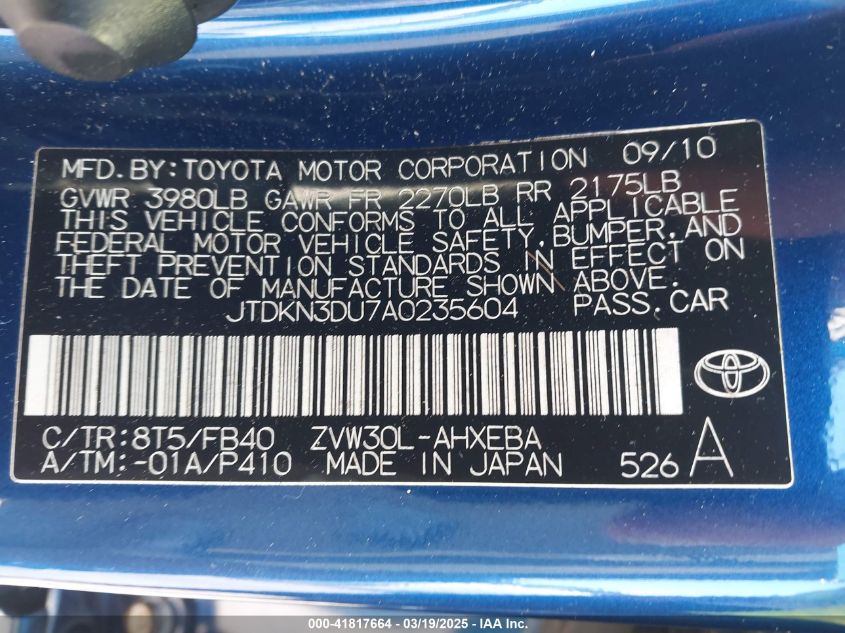 MFD.BY:TOYOTA MOTOR CORPORATION 09/10
GVWR 3980LB GAWR FR 2270LB RR 2175LB
THIS VEHICLE CONFORMS TO ALL APPLICABLE
FEDERAL MOTOR VEHICLE SAFETY,BUMPER,AND
THEFT PREVENTION STANDARDS IN EFFECT ON
THE DATE OF MANUFACTURE SHOWN ABOVE.
JTDKN3DU7A0235604 PASS.CAR
C/TR:8T5/FB40 ZVW30L-AHXEBA
A/TM:-01A/P410 MADE IN JAPAN 526 A
000-41817664 / 03/19/2025 - IAA, Inc.